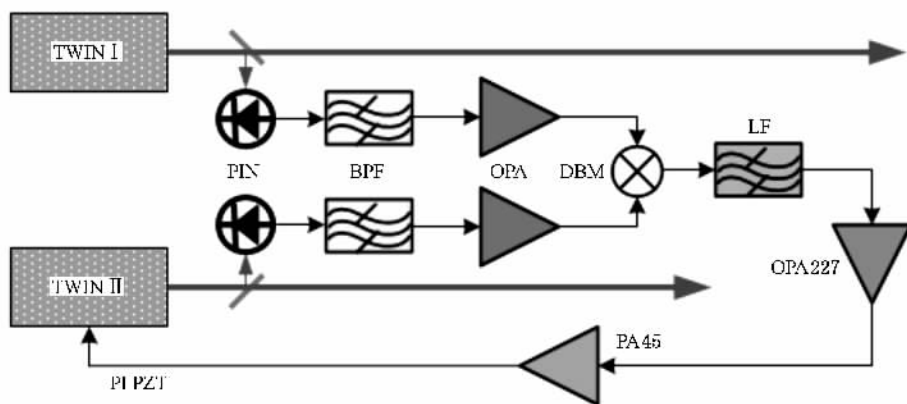 TWIN Ⅰ
LF
PIN
BPF
OPA
DBM
OPA227
TWIN Ⅱ
PA45
PI PZT